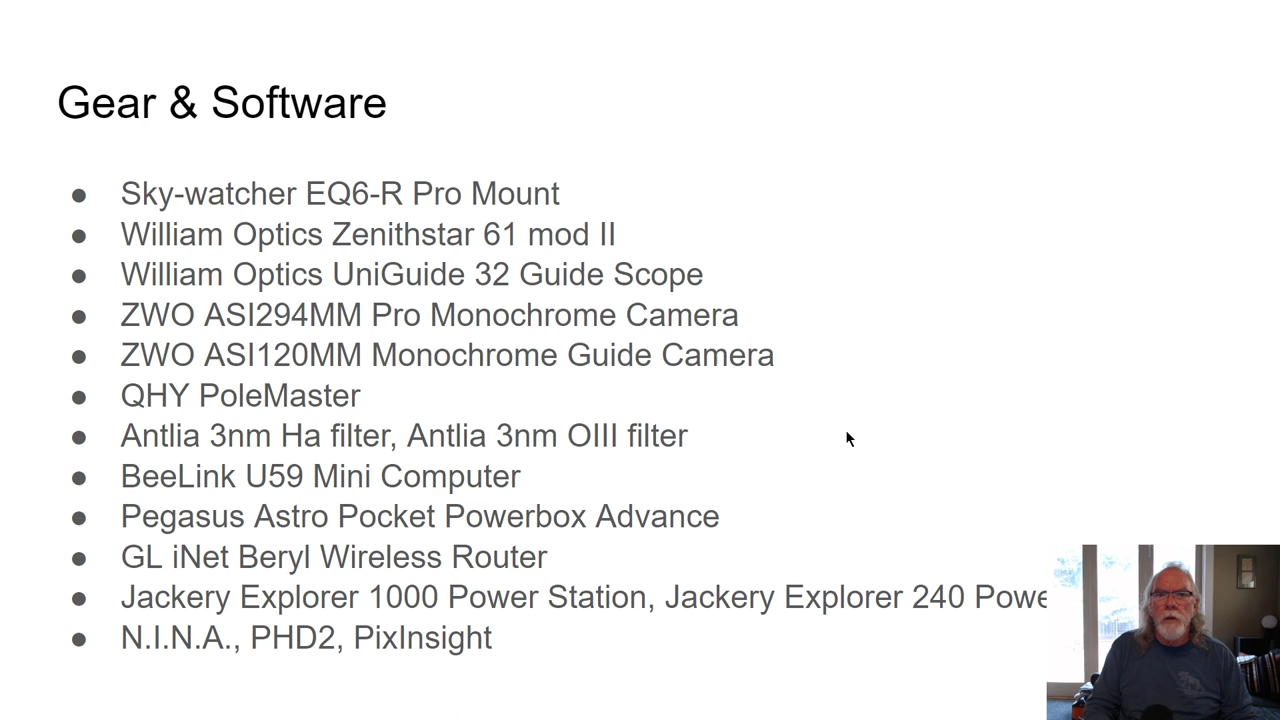 Gear & Software
● Sky-watcher EQ6-R Pro Mount
● William Optics Zenithstar 61 mod II
● William Optics UniGuide 32 Guide Scope
● ZWO ASI294MM Pro Monochrome Camera
● ZWO ASI120MM Monochrome Guide Camera
● QHY PoleMaster
● Antlia 3nm Ha filter, Antlia 3nm OIII filter
● BeeLink U59 Mini Computer
● Pegasus Astro Pocket Powerbox Advance
● GL iNet Beryl Wireless Router
● Jackery Explorer 1000 Power Station, Jackery Explorer 240
● N.I.N.A., PHD2, PixInsight